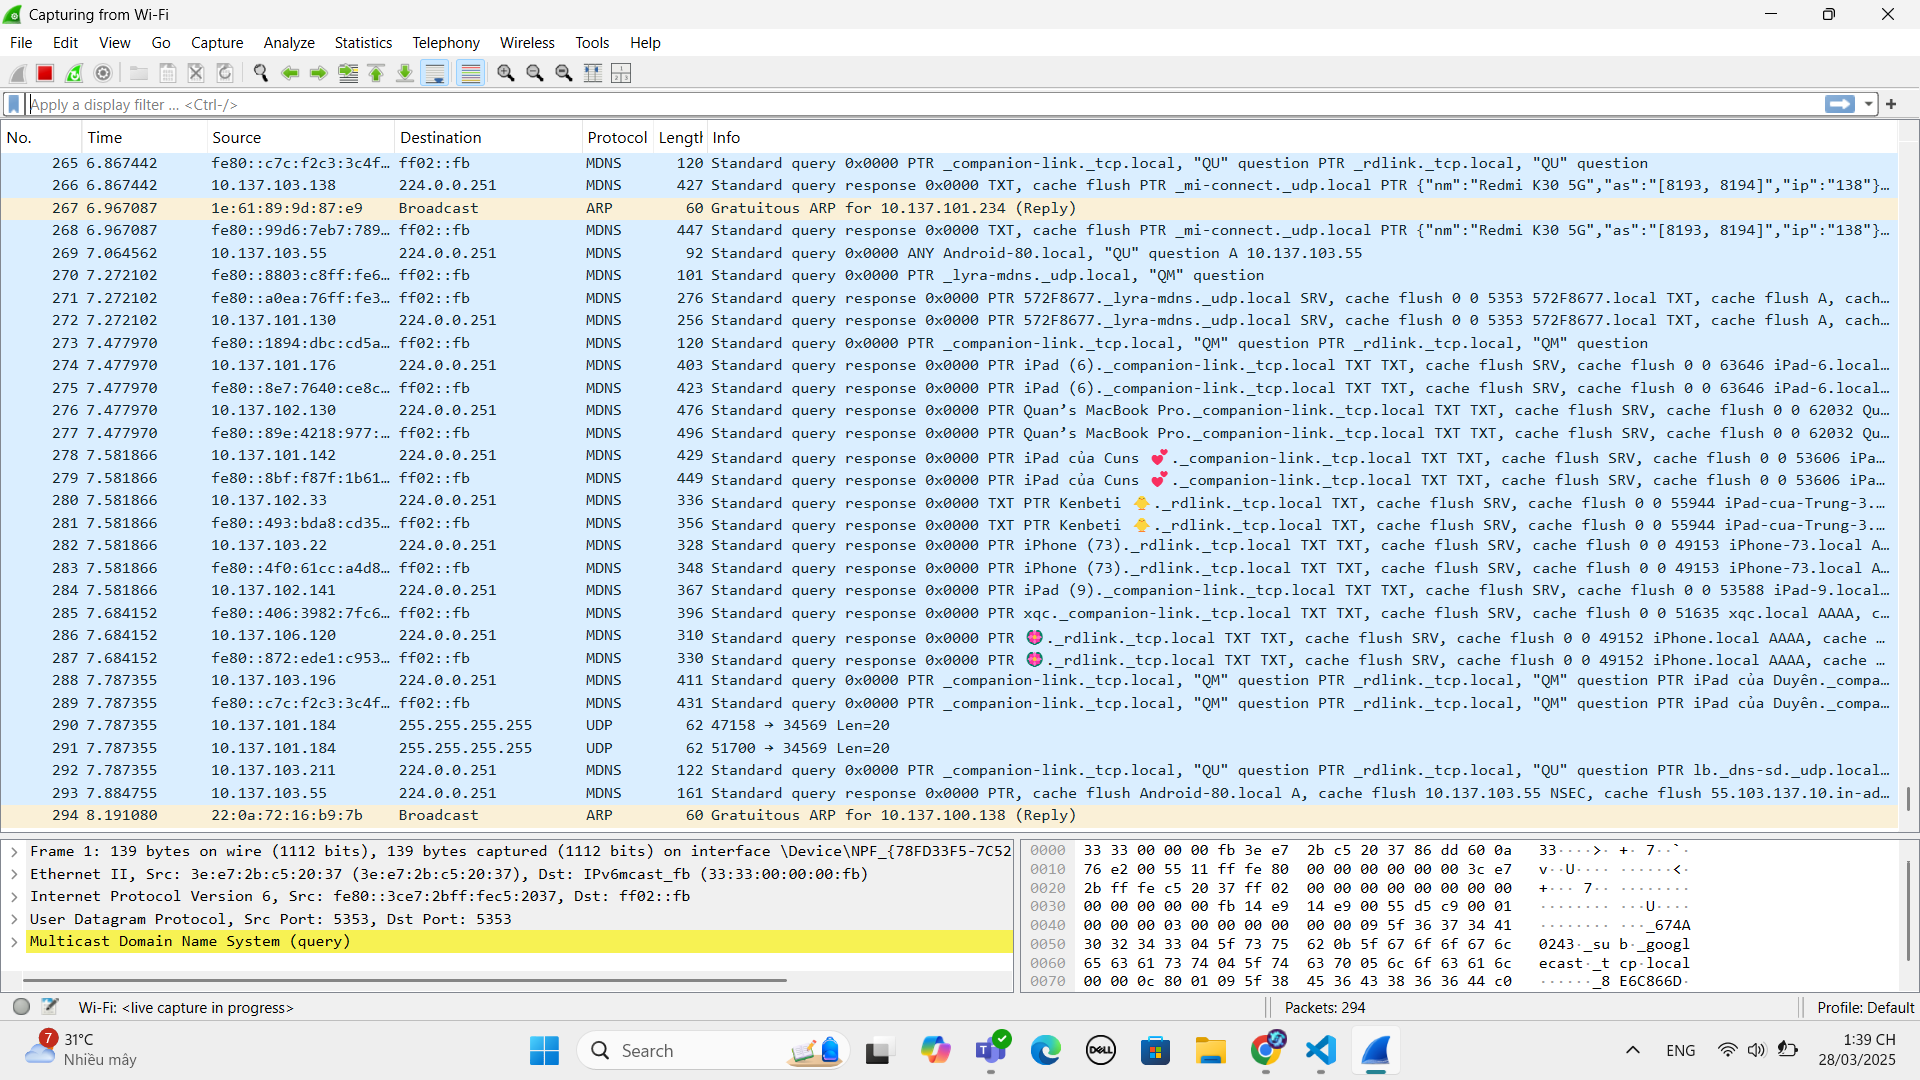 Capturing from Wi-Fi
File Edit View Go Capture Analyze Statistics Telephony Wireless Tools Help
Apply a display filter ... <Ctrl-/>
No. Time Source Destination Protocol Length Info
265 6.867442 fe80::c7c:f2c3:3c4f… ff02::fb MDNS 120 Standard query 0x0000 PTR _companion-link._tcp.local, "QU" question PTR _rdlink._tcp.local, "QU" question
266 6.867442 10.137.103.138 224.0.0.251 MDNS 427 Standard query response 0x0000 TXT, cache flush PTR _mi-connect._udp.local PTR {"nm":"Redmi K30 5G","as":"[8193, 8194]","ip":"138"}…
267 6.967087 1e:61:89:9d:87:e9 Broadcast ARP 60 Gratuitous ARP for 10.137.101.234 (Reply)
268 6.967087 fe80::99d6:7eb7:789… ff02::fb MDNS 447 Standard query response 0x0000 TXT, cache flush PTR _mi-connect._udp.local PTR {"nm":"Redmi K30 5G","as":"[8193, 8194]","ip":"138"}…
269 7.064562 10.137.103.55 224.0.0.251 MDNS 92 Standard query 0x0000 ANY Android-80.local, "QU" question A 10.137.103.55
270 7.272102 fe80::8803:c8ff:fe6… ff02::fb MDNS 101 Standard query 0x0000 PTR _lyra-mdns._udp.local, "QM" question
271 7.272102 fe80::a0ea:76ff:fe3… ff02::fb MDNS 276 Standard query response 0x0000 PTR 572F8677._lyra-mdns._udp.local SRV, cache flush 0 0 5353 572F8677.local TXT, cache flush A, cach…
272 7.272102 10.137.101.130 224.0.0.251 MDNS 256 Standard query response 0x0000 PTR 572F8677._lyra-mdns._udp.local SRV, cache flush 0 0 5353 572F8677.local TXT, cache flush A, cach…
273 7.477970 fe80::1894:dbc:cd5a… ff02::fb MDNS 120 Standard query 0x0000 PTR _companion-link._tcp.local, "QM" question PTR _rdlink._tcp.local, "QM" question
274 7.477970 10.137.101.176 224.0.0.251 MDNS 403 Standard query response 0x0000 PTR iPad (6)._companion-link._tcp.local TXT TXT, cache flush SRV, cache flush 0 0 63646 iPad-6.local…
275 7.477970 fe80::8e7:7640:ce8c… ff02::fb MDNS 423 Standard query response 0x0000 PTR iPad (6)._companion-link._tcp.local TXT TXT, cache flush SRV, cache flush 0 0 63646 iPad-6.local…
276 7.477970 10.137.102.130 224.0.0.251 MDNS 476 Standard query response 0x0000 PTR Quan’s MacBook Pro._companion-link._tcp.local TXT TXT, cache flush SRV, cache flush 0 0 62032 Qu…
277 7.477970 fe80::89e:4218:977:… ff02::fb MDNS 496 Standard query response 0x0000 PTR Quan’s MacBook Pro._companion-link._tcp.local TXT TXT, cache flush SRV, cache flush 0 0 62032 Qu…
278 7.581866 10.137.101.142 224.0.0.251 MDNS 429 Standard query response 0x0000 PTR iPad của Cuns 💕._companion-link._tcp.local TXT TXT, cache flush SRV, cache flush 0 0 53606 iPa…
279 7.581866 fe80::8bf:f87f:1b61… ff02::fb MDNS 449 Standard query response 0x0000 PTR iPad của Cuns 💕._companion-link._tcp.local TXT TXT, cache flush SRV, cache flush 0 0 53606 iPa…
280 7.581866 10.137.102.33 224.0.0.251 MDNS 336 Standard query response 0x0000 TXT PTR Kenbeti 🐥._rdlink._tcp.local TXT, cache flush SRV, cache flush 0 0 55944 iPad-cua-Trung-3.…
281 7.581866 fe80::493:bda8:cd35… ff02::fb MDNS 356 Standard query response 0x0000 TXT PTR Kenbeti 🐥._rdlink._tcp.local TXT, cache flush SRV, cache flush 0 0 55944 iPad-cua-Trung-3.…
282 7.581866 10.137.103.22 224.0.0.251 MDNS 328 Standard query response 0x0000 PTR iPhone (73)._rdlink._tcp.local TXT TXT, cache flush SRV, cache flush 0 0 49153 iPhone-73.local A…
283 7.581866 fe80::4f0:61cc:a4d8… ff02::fb MDNS 348 Standard query response 0x0000 PTR iPhone (73)._rdlink._tcp.local TXT TXT, cache flush SRV, cache flush 0 0 49153 iPhone-73.local A…
284 7.581866 10.137.102.141 224.0.0.251 MDNS 367 Standard query response 0x0000 PTR iPad (9)._companion-link._tcp.local TXT TXT, cache flush SRV, cache flush 0 0 53588 iPad-9.local…
285 7.684152 fe80::406:3982:7fc6… ff02::fb MDNS 396 Standard query response 0x0000 PTR xqc._companion-link._tcp.local TXT TXT, cache flush SRV, cache flush 0 0 51635 xqc.local AAAA, c…
286 7.684152 10.137.106.120 224.0.0.251 MDNS 310 Standard query response 0x0000 PTR ._rdlink._tcp.local TXT TXT, cache flush SRV, cache flush 0 0 49152 iPhone.local AAAA, cache …
287 7.684152 fe80::872:ede1:c953… ff02::fb MDNS 330 Standard query response 0x0000 PTR ._rdlink._tcp.local TXT TXT, cache flush SRV, cache flush 0 0 49152 iPhone.local AAAA, cache …
288 7.787355 10.137.103.196 224.0.0.251 MDNS 411 Standard query 0x0000 PTR _companion-link._tcp.local, "QM" question PTR _rdlink._tcp.local, "QM" question PTR iPad của Duyên._compa…
289 7.787355 fe80::c7c:f2c3:3c4f… ff02::fb MDNS 431 Standard query 0x0000 PTR _companion-link._tcp.local, "QM" question PTR _rdlink._tcp.local, "QM" question PTR iPad của Duyên._compa…
290 7.787355 10.137.101.184 255.255.255.255 UDP 62 47158 → 34569 Len=20
291 7.787355 10.137.101.184 255.255.255.255 UDP 62 51700 → 34569 Len=20
292 7.787355 10.137.103.211 224.0.0.251 MDNS 122 Standard query 0x0000 PTR _companion-link._tcp.local, "QU" question PTR _rdlink._tcp.local, "QU" question PTR lb._dns-sd._udp.local…
293 7.884755 10.137.103.55 224.0.0.251 MDNS 161 Standard query response 0x0000 PTR, cache flush Android-80.local A, cache flush 10.137.103.55 NSEC, cache flush 55.103.137.10.in-ad…
294 8.191080 22:0a:72:16:b9:7b Broadcast ARP 60 Gratuitous ARP for 10.137.100.138 (Reply)
Frame 1: 139 bytes on wire (1112 bits), 139 bytes captured (1112 bits) on interface \Device\NPF_{78FD33F5-7C52
Ethernet II, Src: 3e:e7:2b:c5:20:37 (3e:e7:2b:c5:20:37), Dst: IPv6mcast_fb (33:33:00:00:00:fb)
Internet Protocol Version 6, Src: fe80::3ce7:2bff:fec5:2037, Dst: ff02::fb
User Datagram Protocol, Src Port: 5353, Dst Port: 5353
Multicast Domain Name System (query)
0000 33 33 00 00 00 fb 3e e7 2b c5 20 37 86 dd 60 0a 33····>· +· 7··`·
0010 76 e2 00 55 11 ff fe 80 00 00 00 00 00 00 3c e7 v··U···· ······<·
0020 2b ff fe c5 20 37 ff 02 00 00 00 00 00 00 00 00 +··· 7·· ········
0030 00 00 00 00 00 fb 14 e9 14 e9 00 55 d5 c9 00 01 ········ ···U····
0040 00 00 00 03 00 00 00 00 00 00 09 5f 36 37 34 41 ········ ···_674A
0050 30 32 34 33 04 5f 73 75 62 0b 5f 67 6f 6f 67 6c 0243·_su b·_googl
0060 65 63 61 73 74 04 5f 74 63 70 05 6c 6f 63 61 6c ecast·_t cp·local
0070 00 00 0c 80 01 09 5f 38 45 36 43 38 36 36 44 c0 ······_8 E6C866D·
Wi-Fi: <live capture in progress>
Packets: 294
Profile: Default
7
31°C
Nhiều mây
Search
DELL
ENG
1:39 CH
28/03/2025